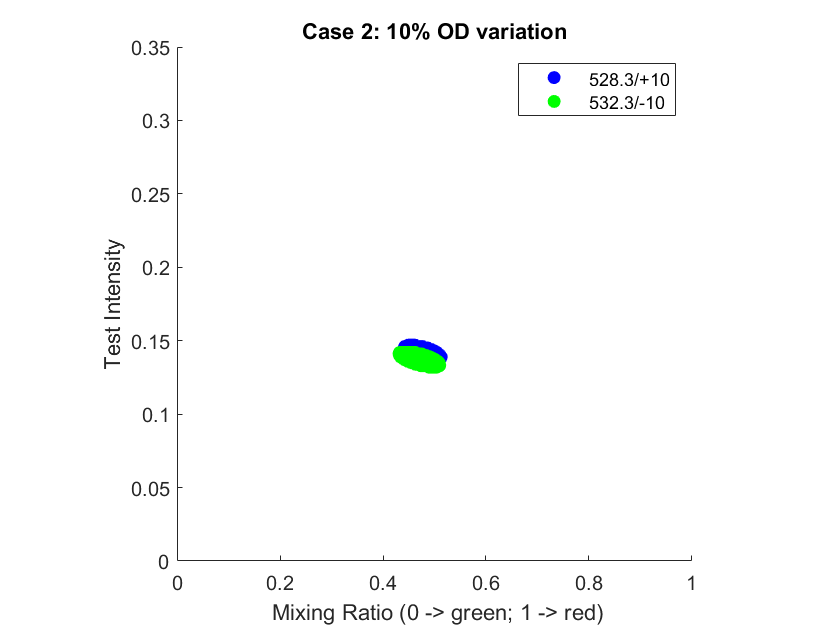 Case 2: 10% OD variation
528.3/+10
532.3/-10
Test Intensity
0.35
0.3
0.25
0.2
0.15
0.1
0.05
0
0 0.2 0.4 0.6 0.8 1
Mixing Ratio (0 -> green; 1 -> red)